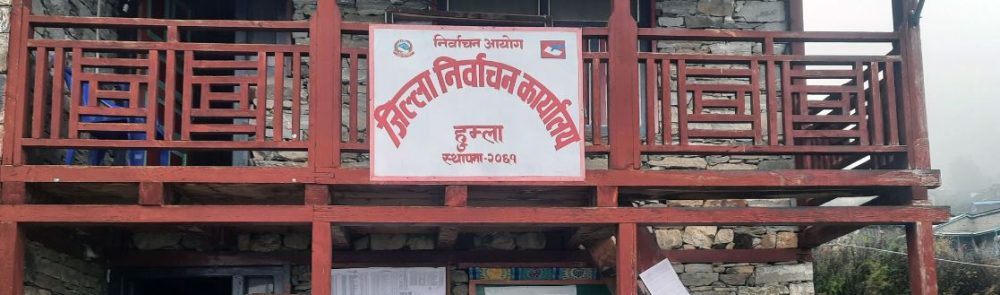 निर्वाचन आयोग
जिल्ला निर्वाचन कार्यालय
हुम्ला
स्थापना-२०६१